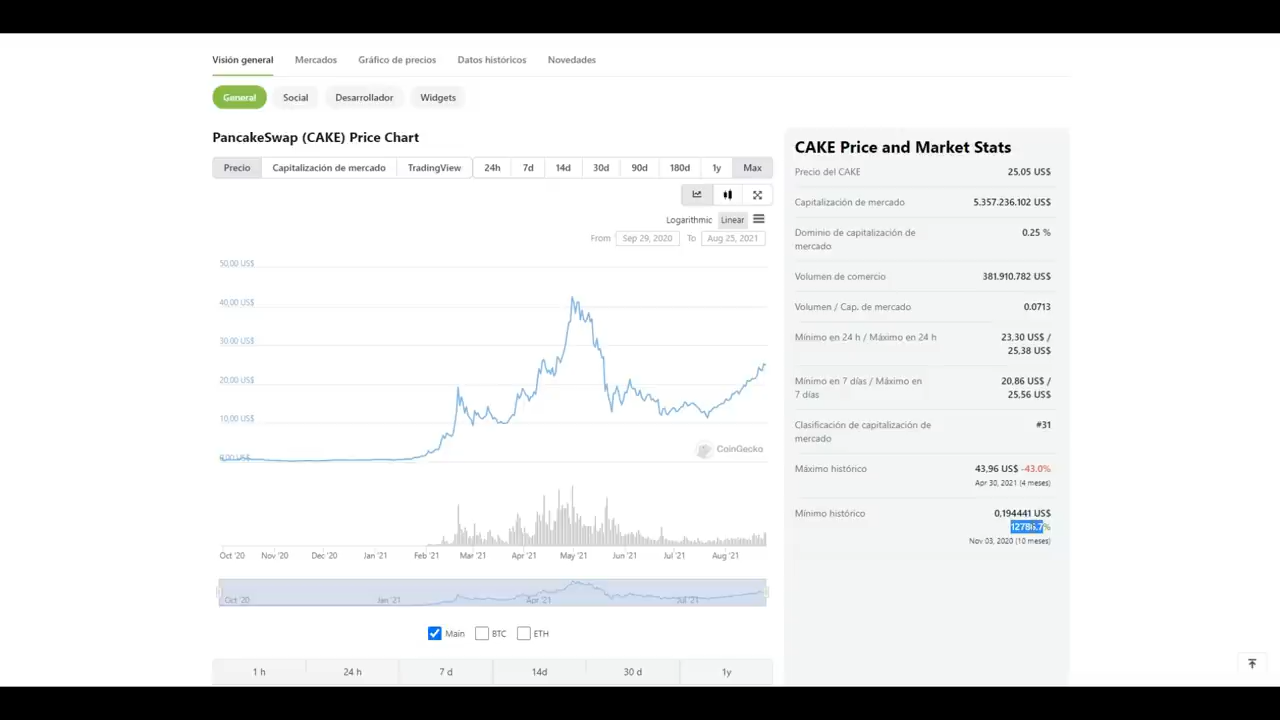 Visión general Mercados Gráfico de precios Datos históricos Novedades
General Social Desarrollador Widgets
PancakeSwap (CAKE) Price Chart
Precio Capitalización de mercado TradingView 24h 7d 14d 30d 90d 180d 1y Max
Logarithmic Linear
From Sep 29, 2020 To Aug 25, 2021
50,00 US$
40,00 US$
30,00 US$
20,00 US$
10,00 US$
0,00 US$
CoinGecko
Oct '20 Nov '20 Dec '20 Jan '21 Feb '21 Mar '21 Apr '21 May '21 Jun '21 Jul '21 Aug '21
Oct '20 Jan '21 Apr '21 Jul '21
Main BTC ETH
1 h 24 h 7 d 14d 30 d 1y
CAKE Price and Market Stats
Precio del CAKE 25,05 US$
Capitalización de mercado 5.357.236.102 US$
Dominio de capitalización de 0.25 %
mercado
Volumen de comercio 381.910.782 US$
Volumen / Cap. de mercado 0.0713
Mínimo en 24 h / Máximo en 24 h 23,30 US$ /
25,38 US$
Mínimo en 7 días / Máximo en 20,86 US$ /
7 días 25,56 US$
Clasificación de capitalización de #31
mercado
Máximo histórico 43,96 US$ -43.0%
Apr 30, 2021 (4 meses)
Mínimo histórico 0,194441 US$
12786.7%
Nov 03, 2020 (10 meses)